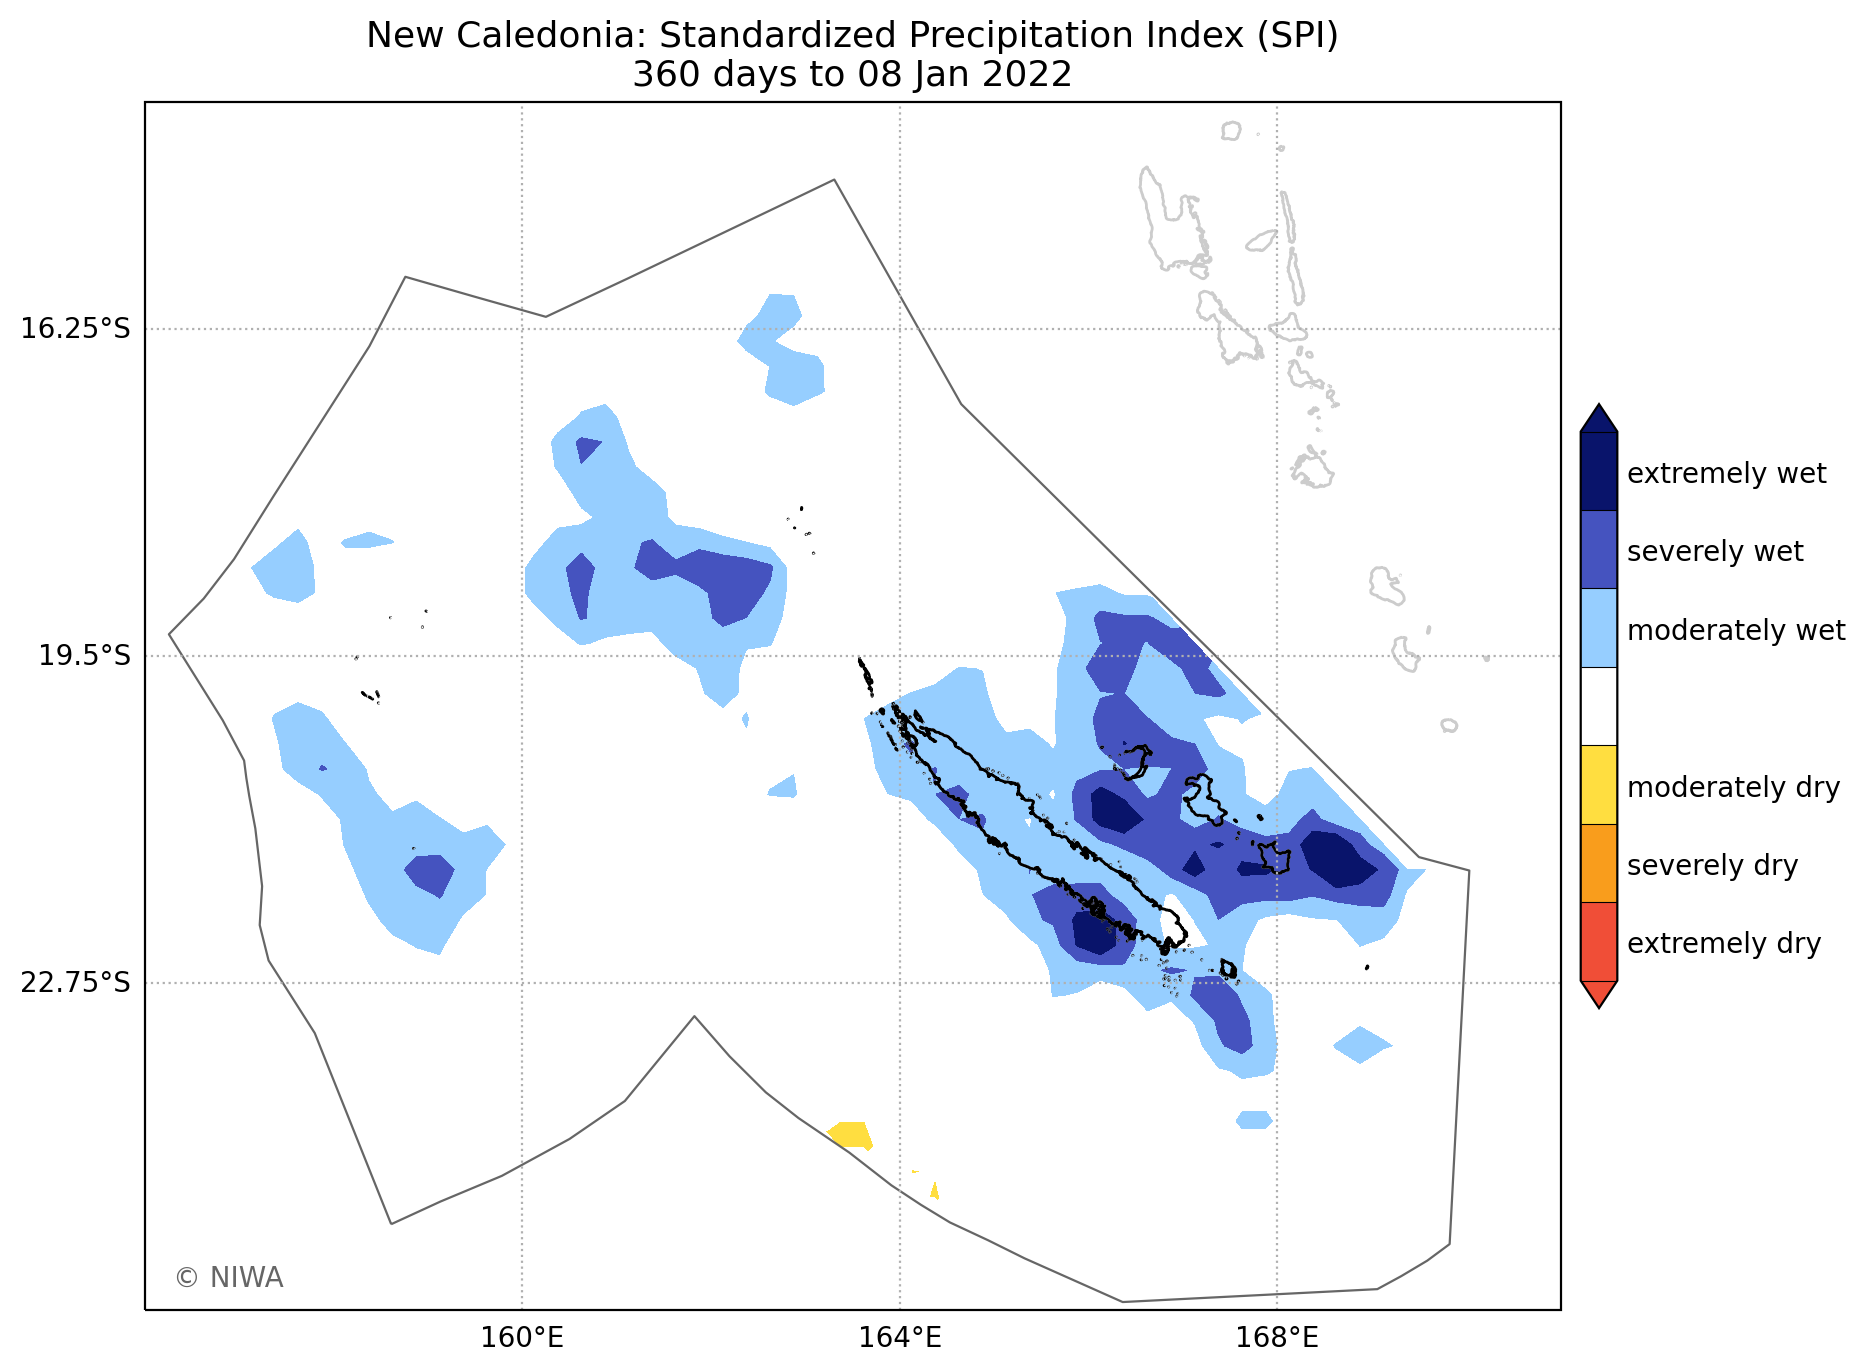 New Caledonia: Standardized Precipitation Index (SPI)
360 days to 08 Jan 2022
16.25°S
19.5°S
22.75°S
160°E
164°E
168°E
extremely wet
severely wet
moderately wet
moderately dry
severely dry
extremely dry
© NIWA